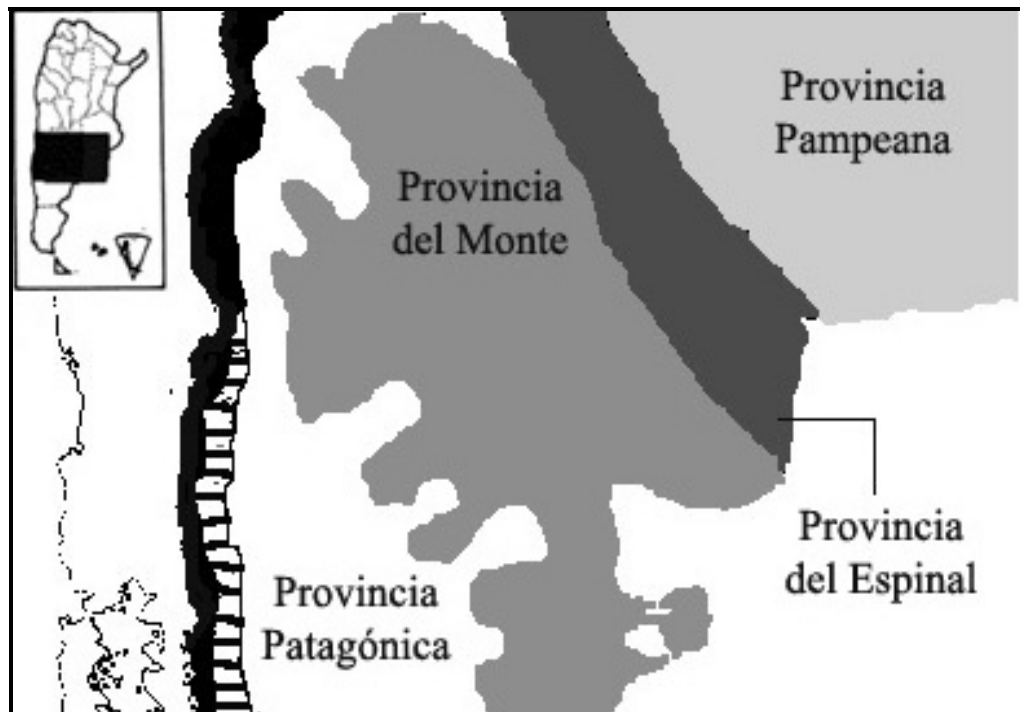 Provincia
Pampeana
Provincia
del Monte
Provincia
del Espinal
Provincia
Patagónica